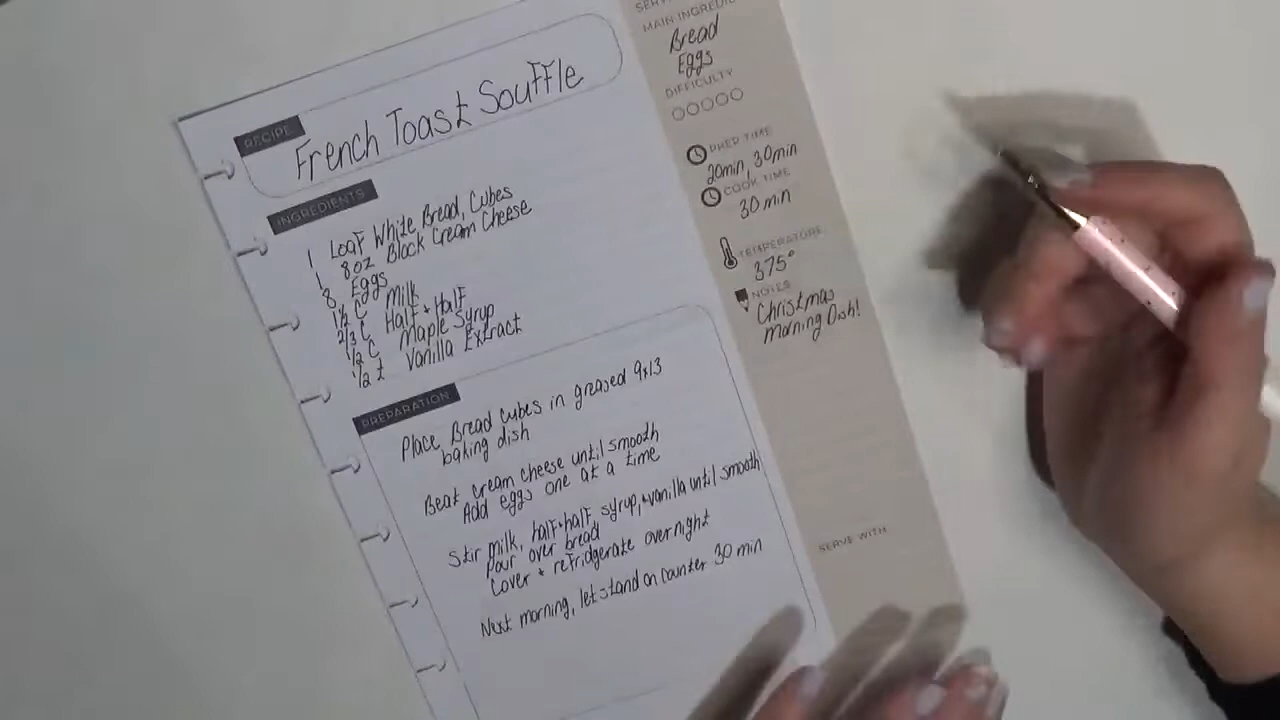 RECIPE
French Toast Souffle
INGREDIENTS
1 Loaf White Bread, Cubes
1 8oz Block Cream Cheese
8 Eggs
1½ C Milk
2/3 C Half + Half
1/2 C Maple Syrup
1/2 t Vanilla Extract
PREPARATION
Place Bread Cubes in greased 9x13
baking dish
Beat cream cheese until smooth
Add eggs one at a time
Stir milk, half+half, syrup, +vanilla until smooth
Pour over bread
Cover + refridgerate overnight
Next morning, let stand on counter 30 min
MAIN
Bread
Eggs
DIFFICULTY
PREP TIME
20min, 30min
COOK TIME
30 min
TEMPERATURE
375°
NOTES
Christmas
morning Dish!
SERVE WITH